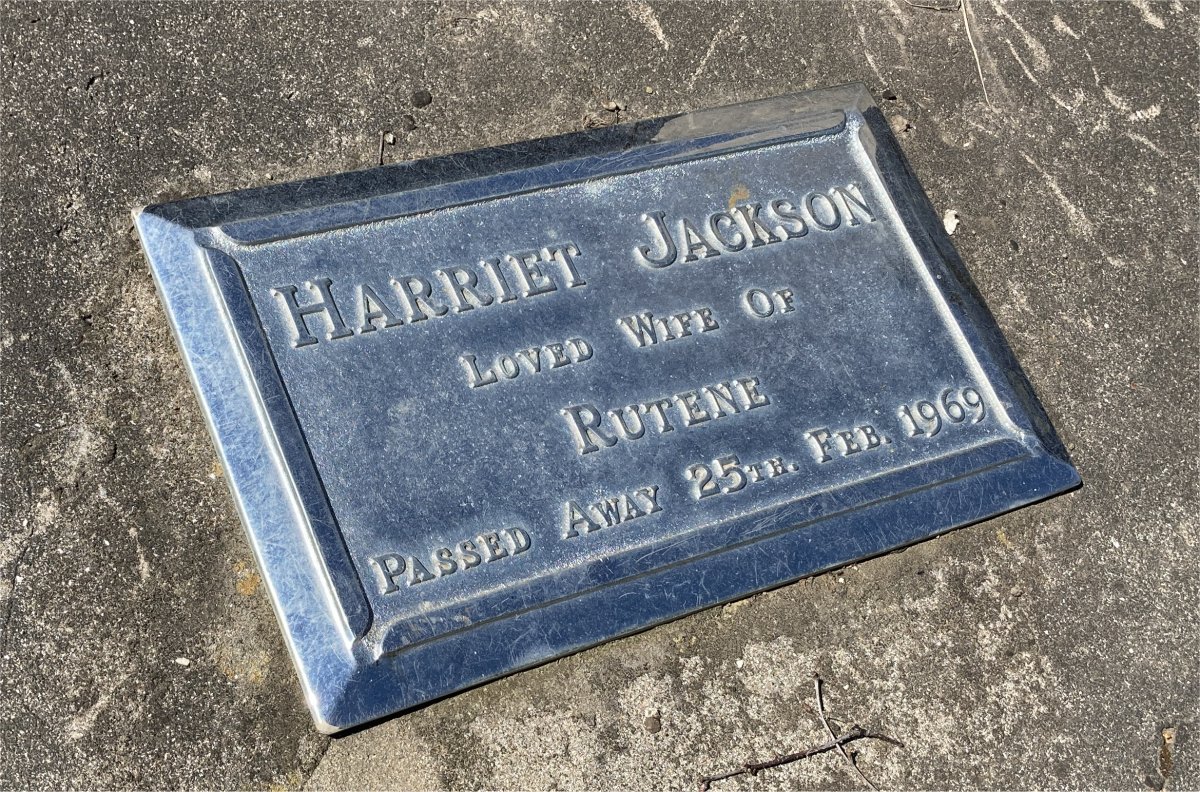 HARRIET JACKSON
LOVED WIFE OF
RUTENE
PASSED AWAY 25TH. FEB. 1969